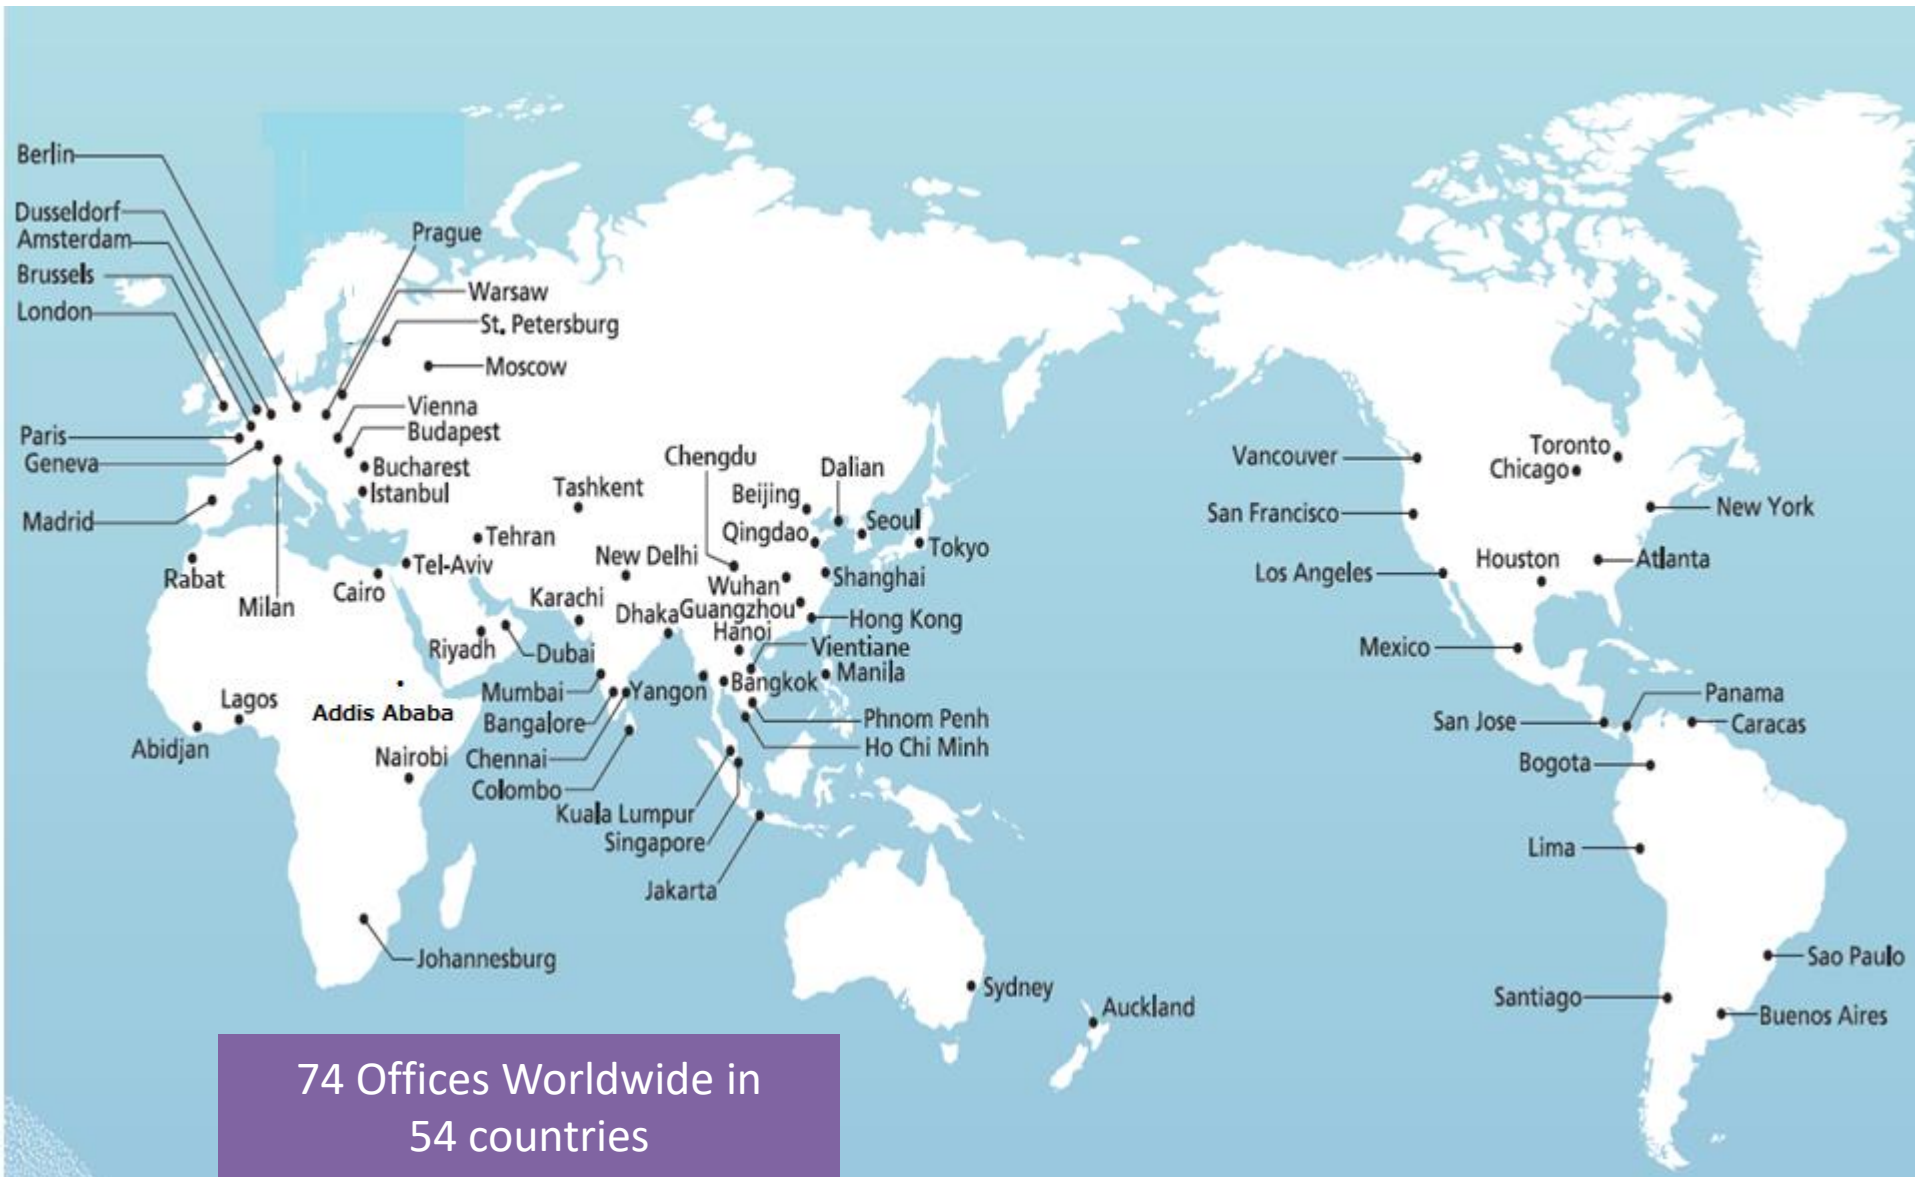 Berlin
Dusseldorf
Amsterdam
Brussels
London
Paris
Geneva
Madrid
Prague
Warsaw
St. Petersburg
Moscow
Vienna
Budapest
Bucharest
Istanbul
Rabat
Milan
Cairo
Tel-Aviv
Tehran
Tashkent
Riyadh
Dubai
Lagos
Abidjan
Addis Ababa
Nairobi
Johannesburg
New Delhi
Karachi
Dhaka
Mumbai
Bangalore
Chennai
Colombo
Yangon
Kuala Lumpur
Singapore
Jakarta
Chengdu
Beijing
Dalian
Qingdao
Seoul
Tokyo
Wuhan
Shanghai
Guangzhou
Hong Kong
Hanoi
Vientiane
Bangkok
Manila
Phnom Penh
Ho Chi Minh
Sydney
Auckland
Vancouver
San Francisco
Los Angeles
Toronto
Chicago
New York
Houston
Atlanta
Mexico
San Jose
Panama
Caracas
Bogota
Lima
Sao Paulo
Santiago
Buenos Aires
74 Offices Worldwide in
54 countries